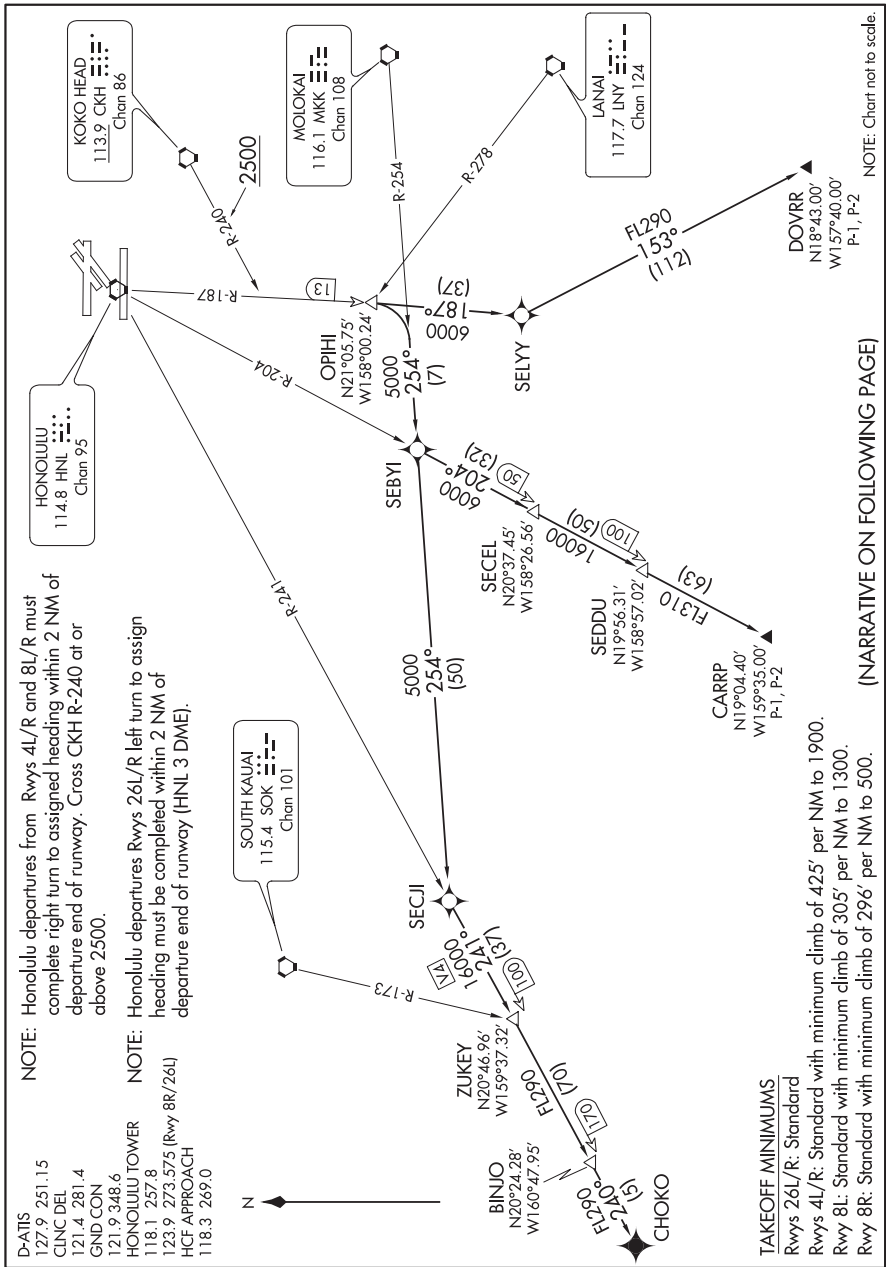 D-ATIS
127.9 251.15
CLNC DEL
121.4 281.4
GND CON
121.9 348.6
HONOLULU TOWER
118.1 257.8
123.9 273.575 (Rwy 8R/26L)
HCF APPROACH
118.3 269.0
NOTE: Honolulu departures from Rwys 4L/R and 8L/R must
complete right turn to assigned heading within 2 NM of
departure end of runway. Cross CKH R-240 at or
above 2500.
NOTE: Honolulu departures Rwys 26L/R left turn to assign
heading must be completed within 2 NM of
departure end of runway (HNL 3 DME).
HONOLULU
114.8 HNL
Chan 95
KOKO HEAD
113.9 CKH
Chan 86
MOLOKAI
116.1 MKK
Chan 108
LANAI
117.7 LNY
Chan 124
SOUTH KAUAI
115.4 SOK
Chan 101
N
R-240
2500
R-187
13
R-254
R-278
R-204
R-241
R-173
OPIHI
N21°05.75'
W158°00.24'
6000
187°
(37)
5000
254°
(7)
SELYY
FL290
153°
(112)
DOVRR
N18°43.00'
W157°40.00'
P-1, P-2
SEBYI
6000
204°
(32)
50
SECEL
N20°37.45'
W158°26.56'
16000
(50)
100
SEDDU
N19°56.31'
W158°57.02'
FL310
(63)
CARRP
N19°04.40'
W159°35.00'
P-1, P-2
5000
254°
(50)
SECJI
V4
16000
241°
(37)
100
ZUKEY
N20°46.96'
W159°37.32'
FL290
(70)
170
BINJO
N20°24.28'
W160°47.95'
FL290
240°
(5)
CHOKO
TAKEOFF MINIMUMS
Rwys 26L/R: Standard
Rwys 4L/R: Standard with minimum climb of 425' per NM to 1900.
Rwy 8L: Standard with minimum climb of 305' per NM to 1300.
Rwy 8R: Standard with minimum climb of 296' per NM to 500.
(NARRATIVE ON FOLLOWING PAGE)
NOTE: Chart not to scale.